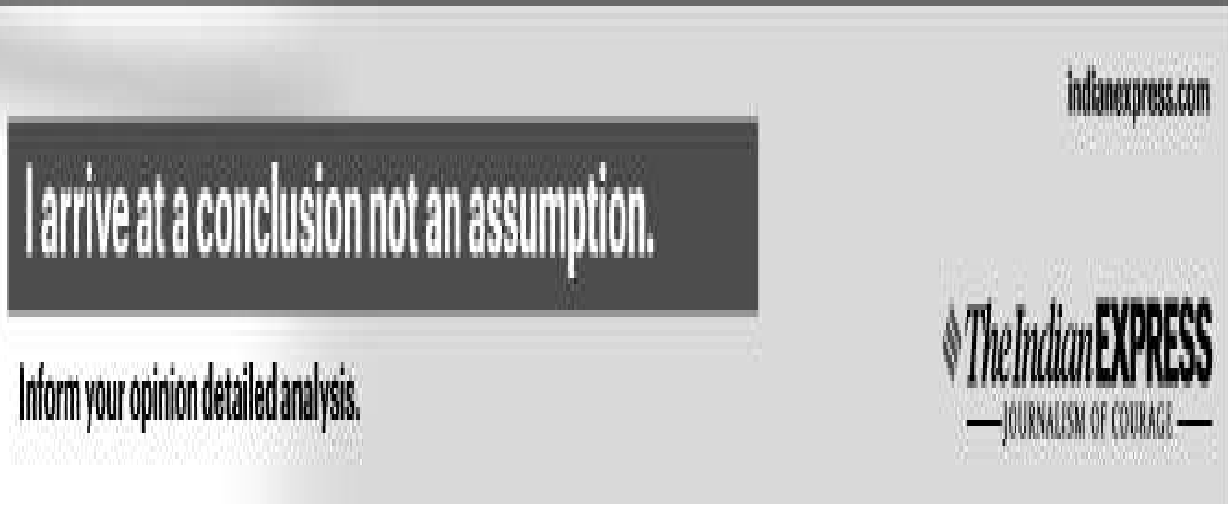 indianexpress.com
I arrive at a conclusion not an assumption.
Inform your opinion detailed analysis.
The Indian EXPRESS
JOURNALISM OF COURAGE